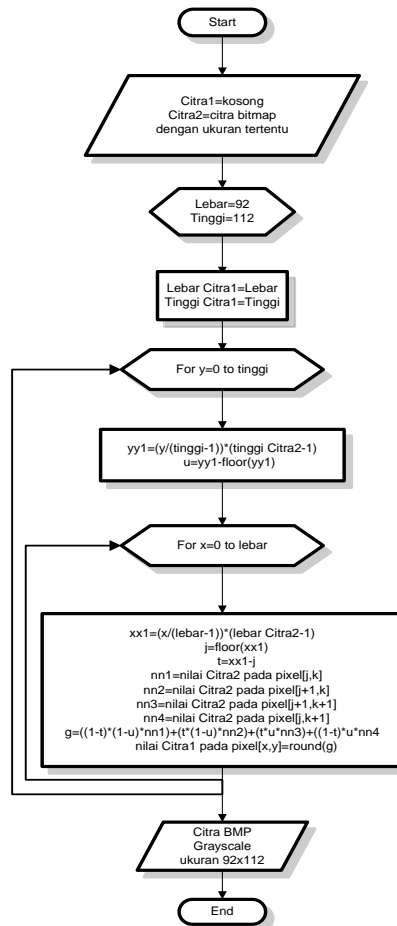 Start
Citra1=kosong
Citra2=citra bitmap
dengan ukuran tertentu
Lebar=92
Tinggi=112
Lebar Citra1=Lebar
Tinggi Citra1=Tinggi
For y=0 to tinggi
yy1=(y/(tinggi-1))*(tinggi Citra2-1)
u=yy1-floor(yy1)
For x=0 to lebar
xx1=(x/(lebar-1))*(lebar Citra2-1)
j=floor(xx1)
t=xx1-j
nn1=nilai Citra2 pada pixel[j,k]
nn2=nilai Citra2 pada pixel[j+1,k]
nn3=nilai Citra2 pada pixel[j+1,k+1]
nn4=nilai Citra2 pada pixel[j,k+1]
g=((1-t)*(1-u)*nn1)+(t*(1-u)*nn2)+(t*u*nn3)+((1-t)*u*nn4
nilai Citra1 pada pixel[x,y]=round(g)
Citra BMP
Grayscale
ukuran 92x112
End